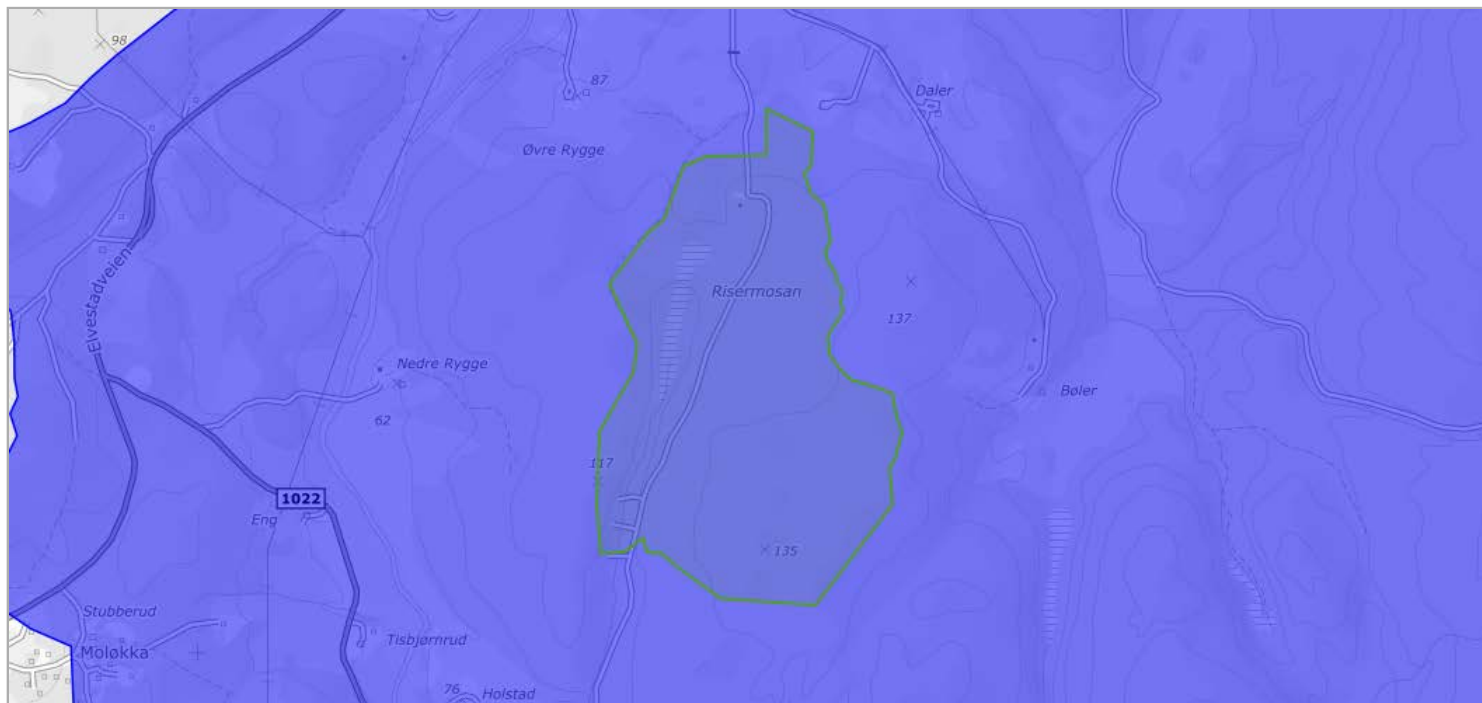 98
87
Daler
Øvre Rygge
Elvestadveien
Risermosan
137
Nedre Rygge
Bøler
62
117
1022
Eng
135
Stubberud
Tisbjørnrud
Moløkka
76
Holstad